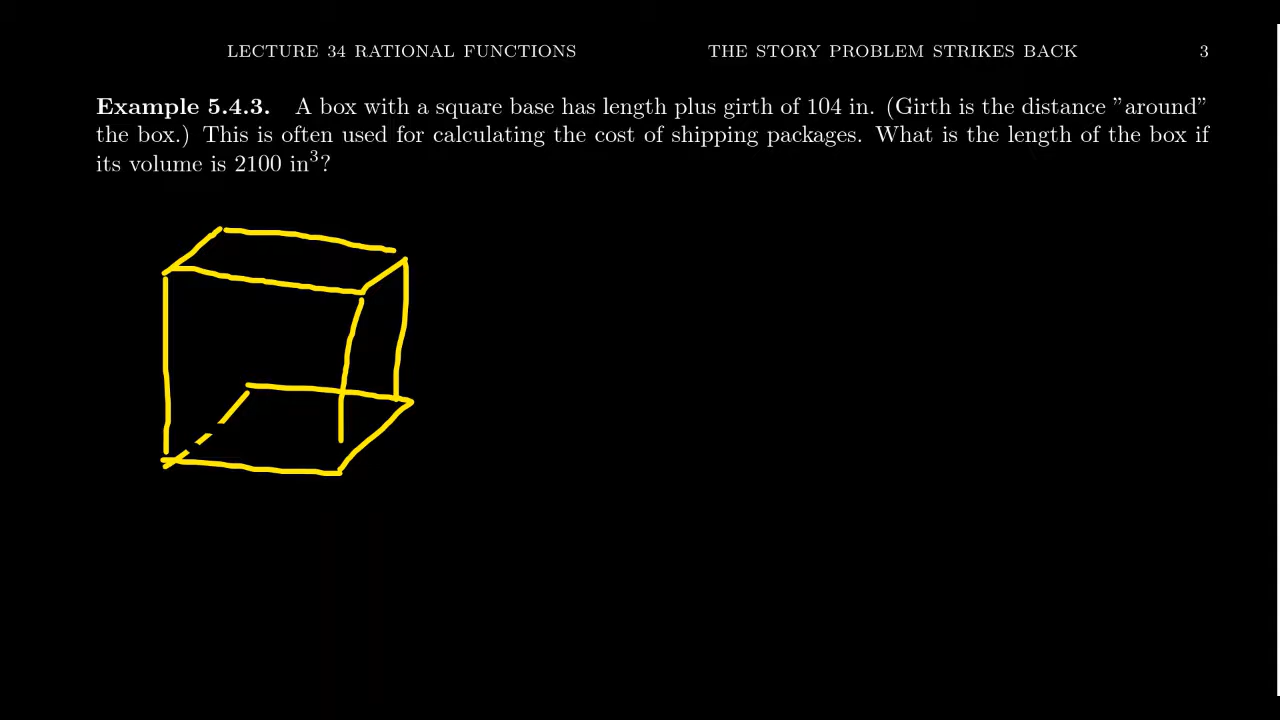 LECTURE 34 RATIONAL FUNCTIONS THE STORY PROBLEM STRIKES BACK 3
Example 5.4.3. A box with a square base has length plus girth of 104 in. (Girth is the distance ”around”
the box.) This is often used for calculating the cost of shipping packages. What is the length of the box if
its volume is 2100 in³?